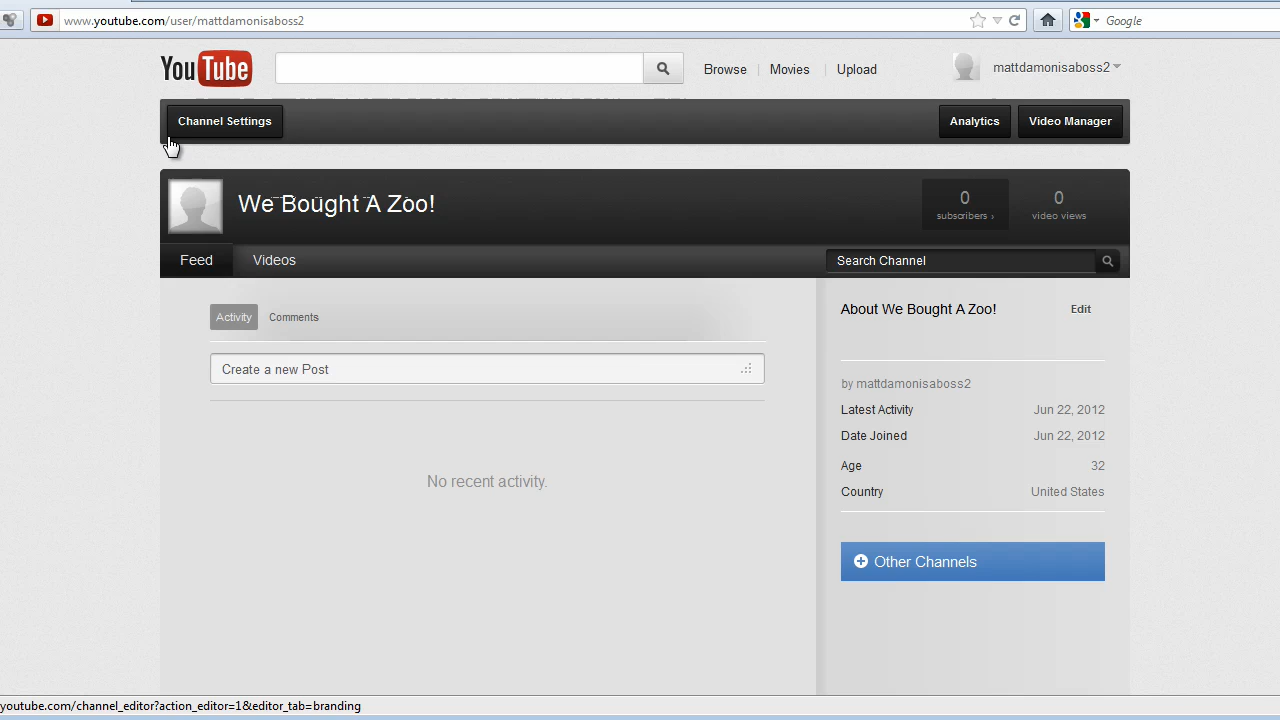 www.youtube.com/user/mattdamonisaboss2
Google
YouTube
Browse
Movies
Upload
mattdamonisaboss2
Channel Settings
Analytics
Video Manager
We Bought A Zoo!
0
subscribers ›
0
video views
Feed
Videos
Search Channel
Activity
Comments
Create a new Post
No recent activity.
About We Bought A Zoo!
Edit
by mattdamonisaboss2
Latest Activity Jun 22, 2012
Date Joined Jun 22, 2012
Age 32
Country United States
Other Channels
youtube.com/channel_editor?action_editor=1&editor_tab=branding